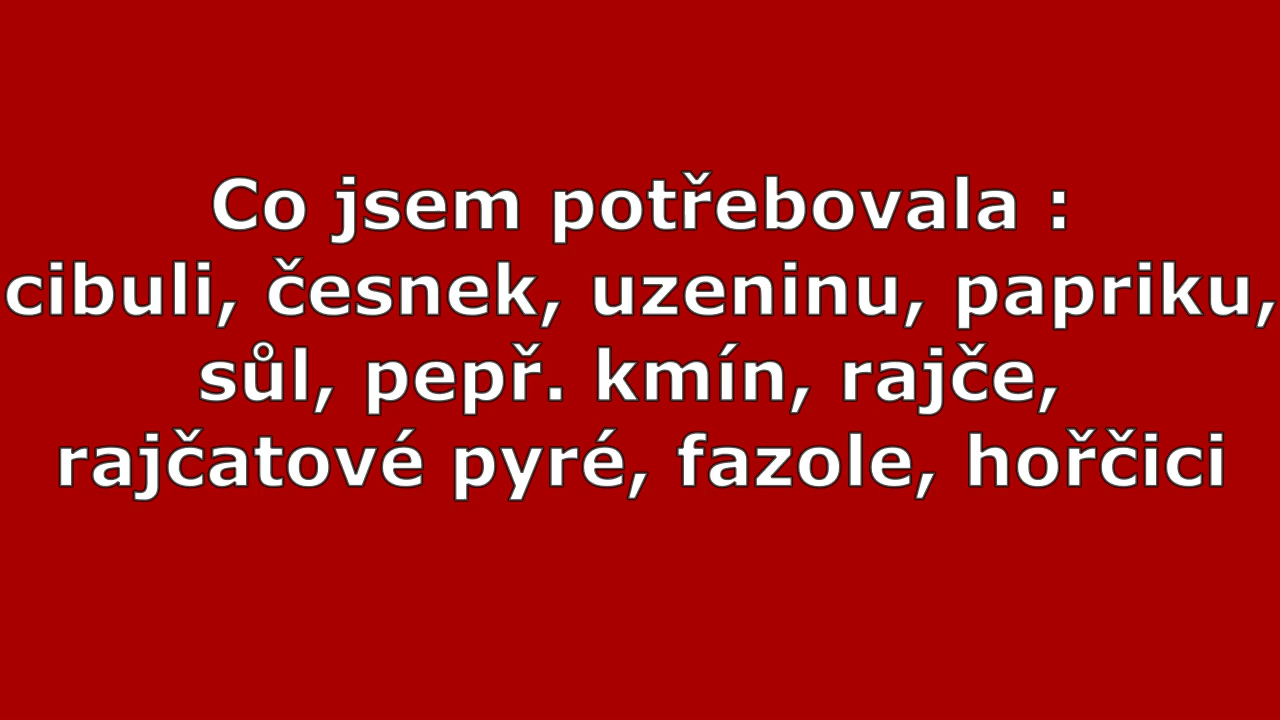 Co jsem potřebovala :
cibuli, česnek, uzeninu, papriku,
sůl, pepř. kmín, rajče,
rajčatové pyré, fazole, hořčici